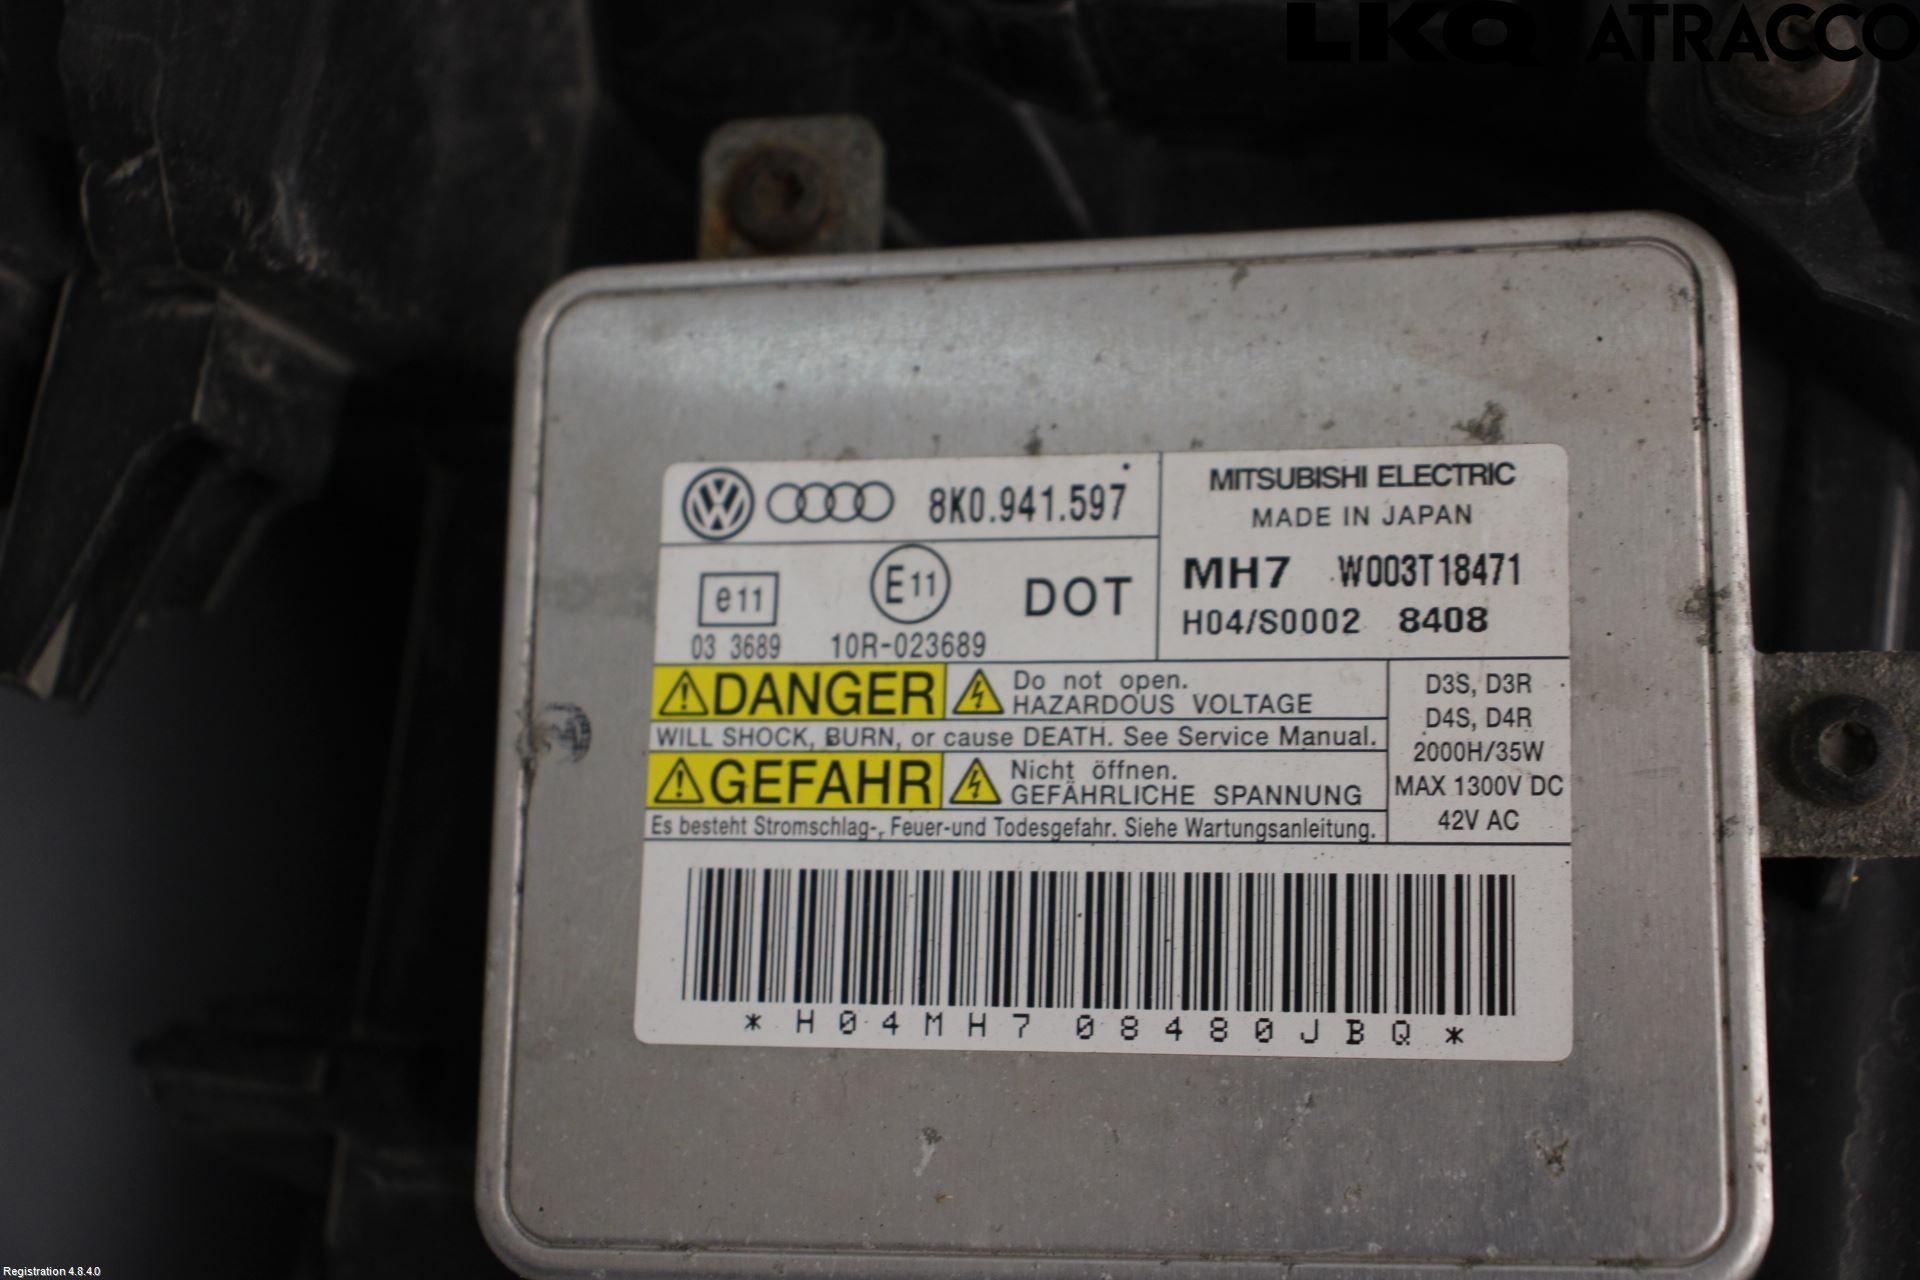 LKQ ATRACCO
8K0.941.597
MITSUBISHI ELECTRIC
MADE IN JAPAN
e11
E11
DOT
03 3689 10R-023689
MH7 W003T18471
H04/S0002 8408
DANGER
Do not open.
HAZARDOUS VOLTAGE
WILL SHOCK, BURN, or cause DEATH. See Service Manual.
GEFAHR
Nicht öffnen.
GEFÄHRLICHE SPANNUNG
Es besteht Stromschlag-, Feuer-und Todesgefahr. Siehe Wartungsanleitung.
D3S, D3R
D4S, D4R
2000H/35W
MAX 1300V DC
42V AC
*H04MH708480JBQ*
Registration 4.8.4.0